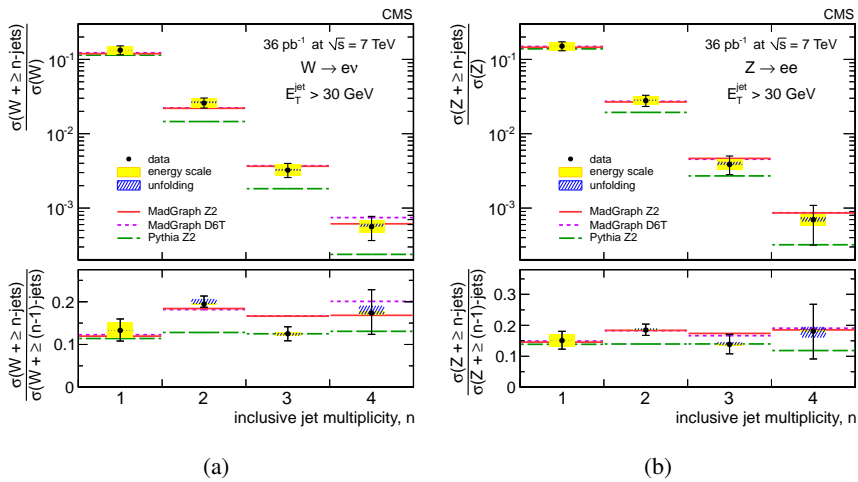 CMS
σ(W + ≥ n-jets)
σ(W)
10⁻¹
10⁻²
10⁻³
36 pb⁻¹ at √s = 7 TeV
W → eν
E_T^jet > 30 GeV
data
energy scale
unfolding
MadGraph Z2
MadGraph D6T
Pythia Z2
σ(W + ≥ n-jets)
σ(W + ≥ (n-1)-jets)
0.2
0.1
0
1 2 3 4
inclusive jet multiplicity, n
(a)
CMS
σ(Z + ≥ n-jets)
σ(Z)
10⁻¹
10⁻²
10⁻³
36 pb⁻¹ at √s = 7 TeV
Z → ee
E_T^jet > 30 GeV
data
energy scale
unfolding
MadGraph Z2
MadGraph D6T
Pythia Z2
σ(Z + ≥ n-jets)
σ(Z + ≥ (n-1)-jets)
0.3
0.2
0.1
0
1 2 3 4
inclusive jet multiplicity, n
(b)